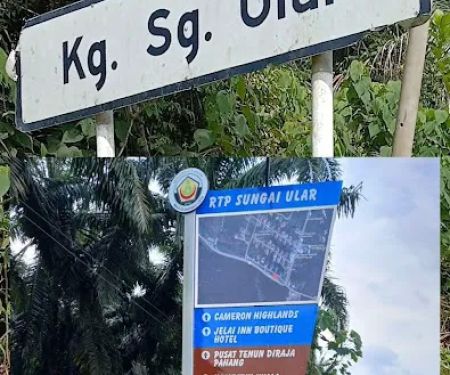 Kg. Sg. Ular
RTP SUNGAI ULAR
CAMERON HIGHLANDS
JELAI INN BOUTIQUE
HOTEL
PUSAT TENUN DIRAJA
PAHANG